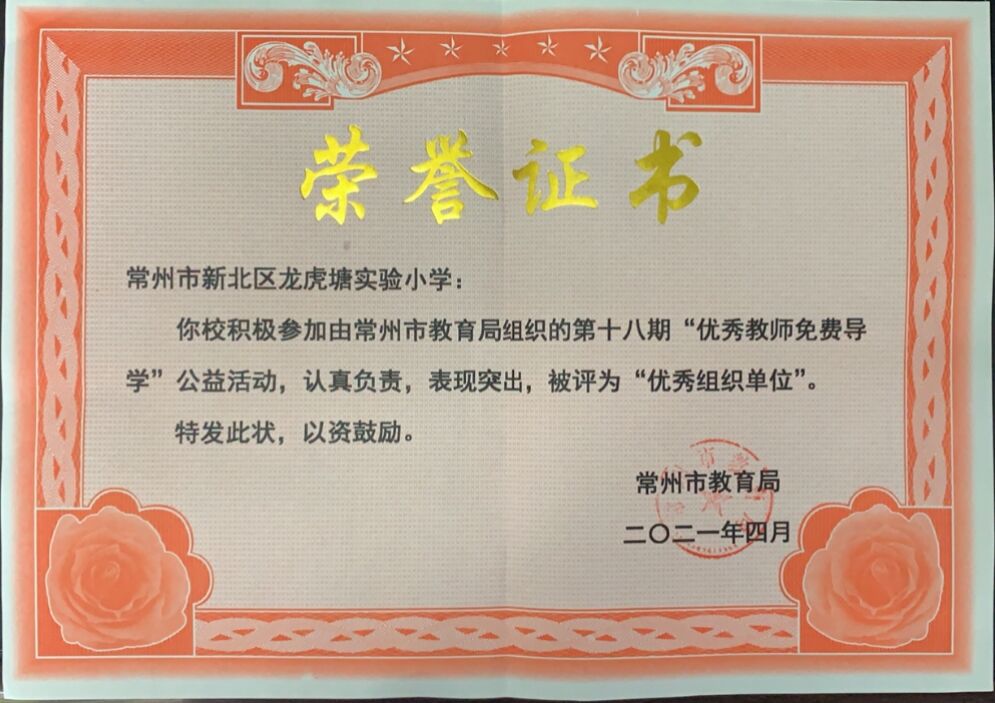 荣誉证书
常州市新北区龙虎塘实验小学：
你校积极参加由常州市教育局组织的第十八期“优秀教师免费导
学”公益活动，认真负责，表现突出，被评为“优秀组织单位”。
特发此状，以资鼓励。
常州市教育局
二〇二一年四月